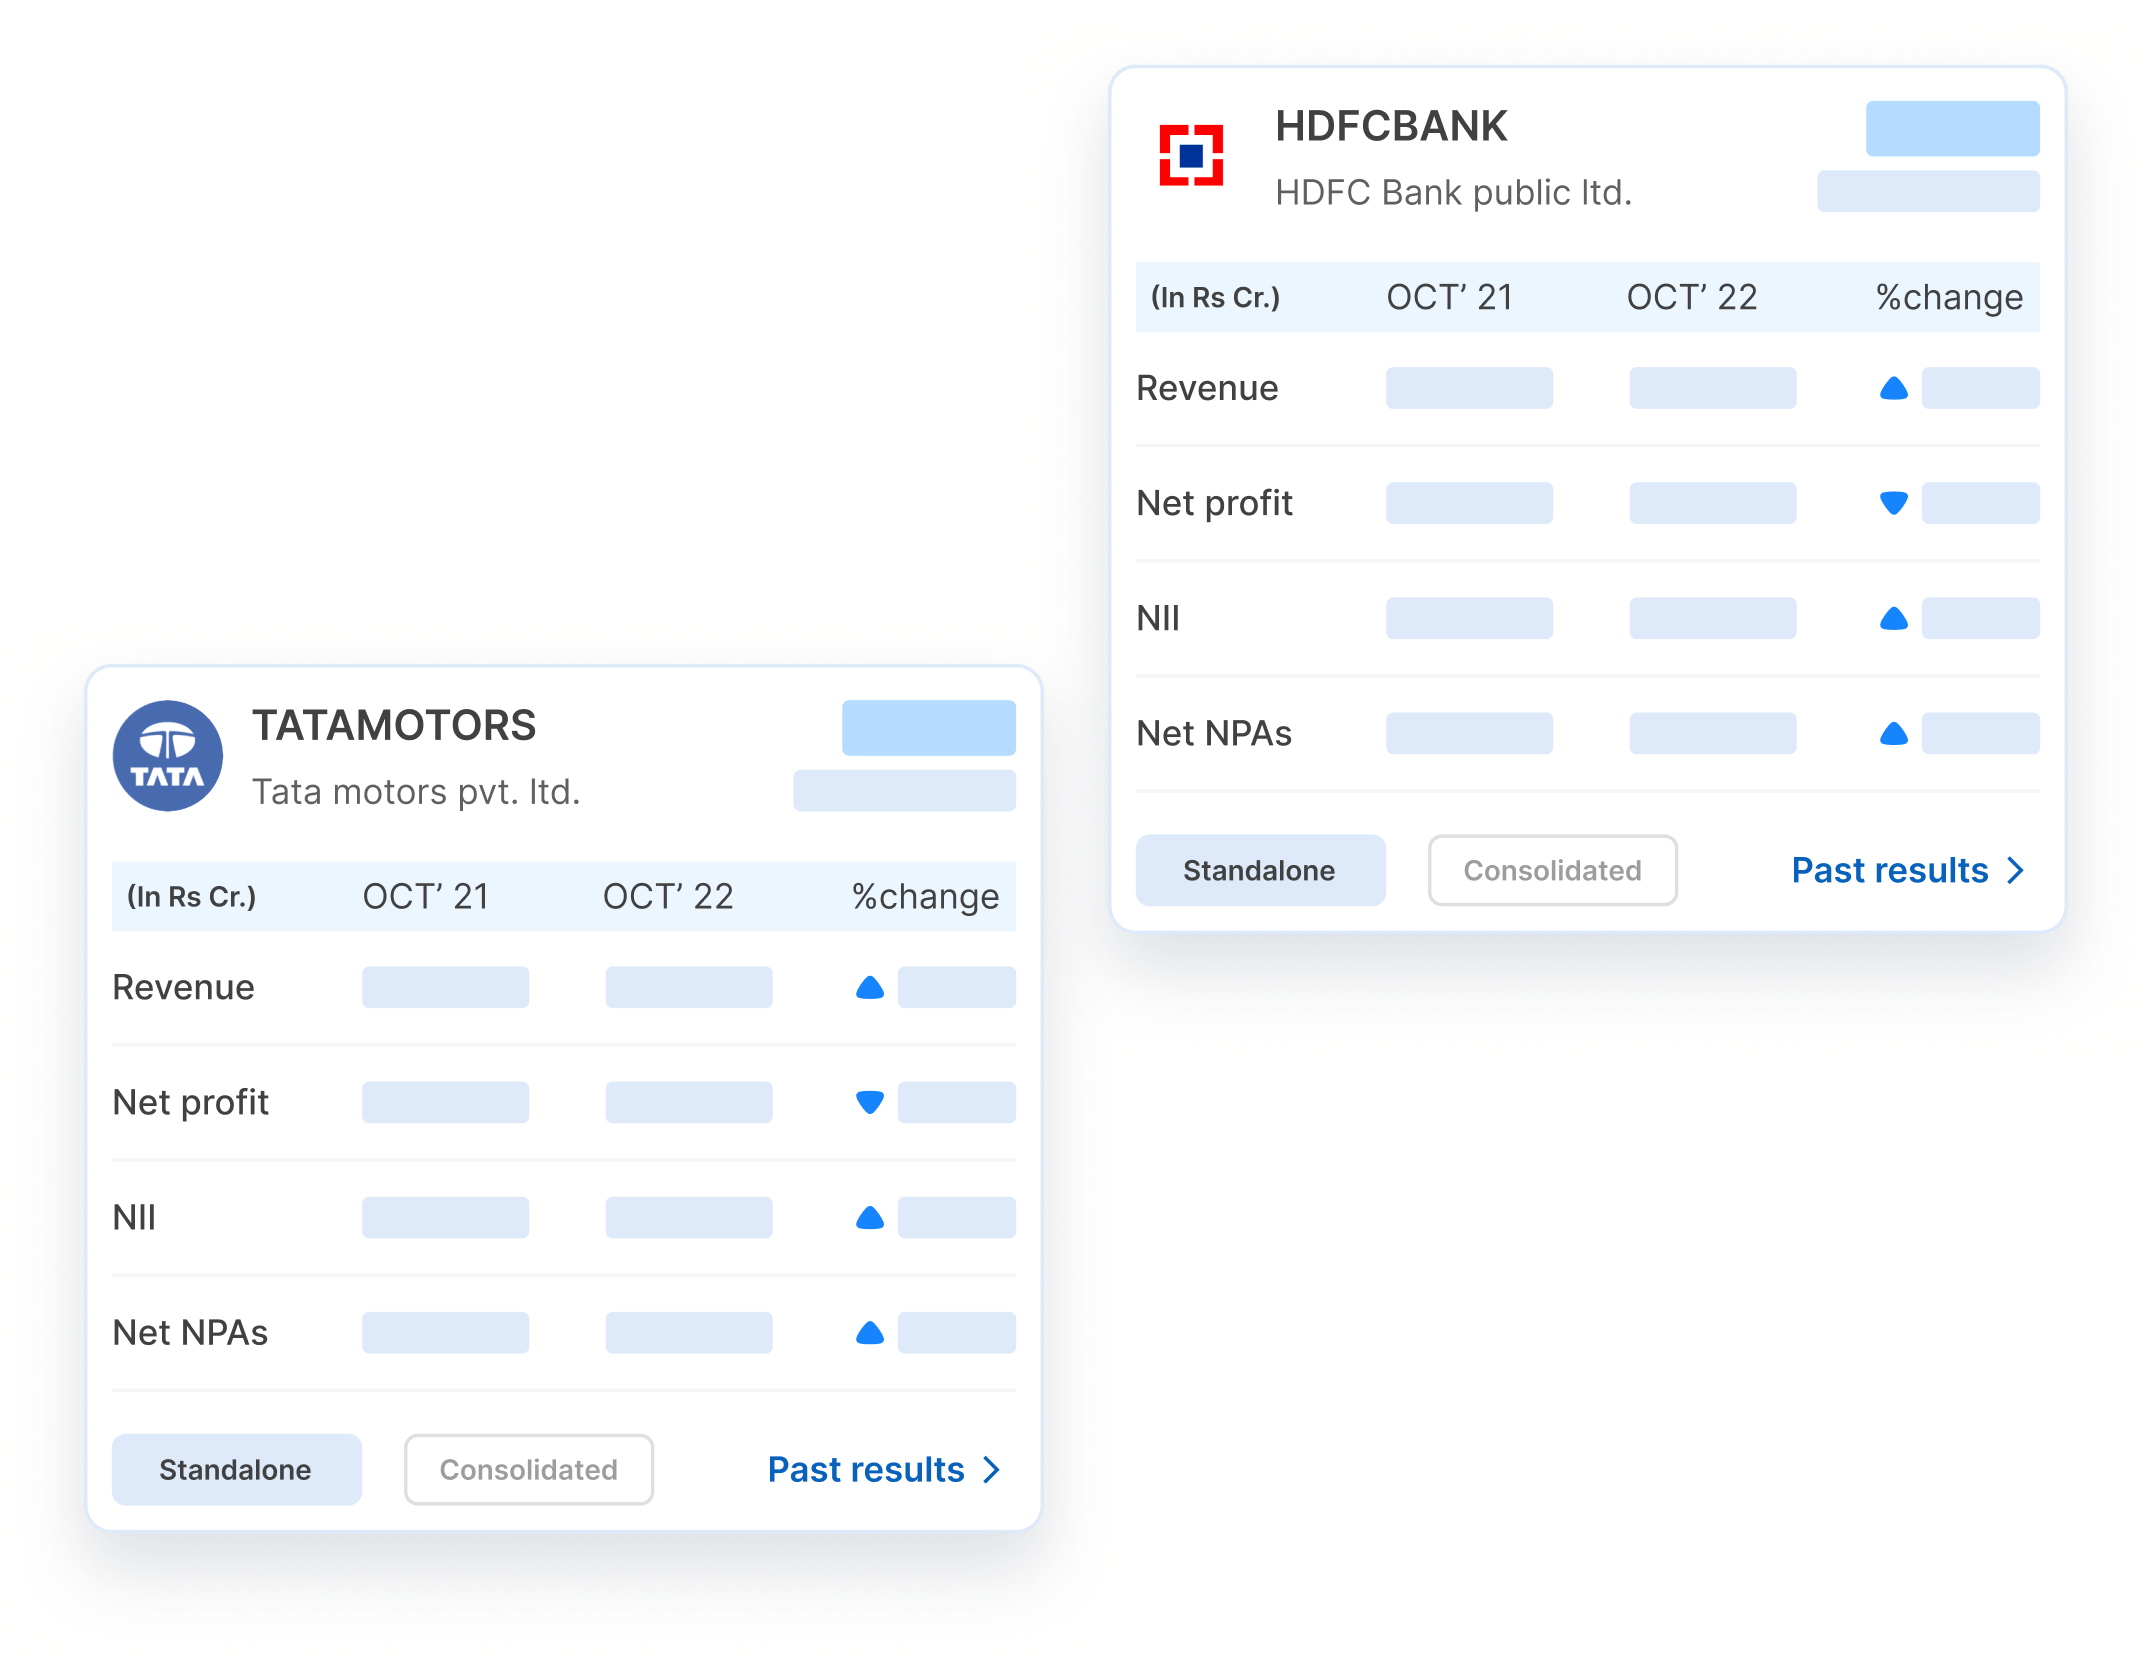 HDFCBANK
HDFC Bank public ltd.
(In Rs Cr.) OCT’ 21 OCT’ 22 %change
Revenue
Net profit
NII
Net NPAs
Standalone Consolidated Past results
TATA
TATAMOTORS
Tata motors pvt. ltd.
(In Rs Cr.) OCT’ 21 OCT’ 22 %change
Revenue
Net profit
NII
Net NPAs
Standalone Consolidated Past results